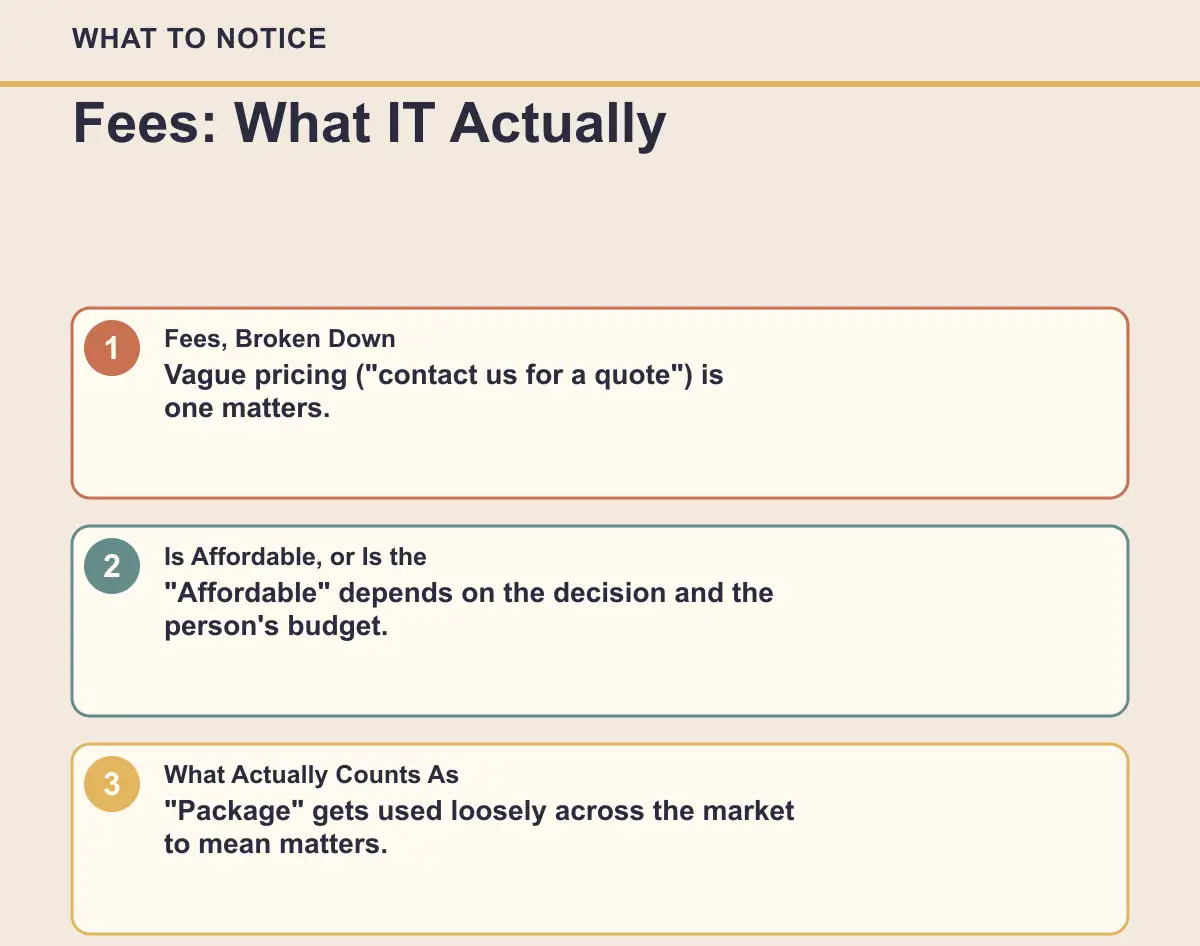 WHAT TO NOTICE
Fees: What IT Actually
1
Fees, Broken Down
Vague pricing ("contact us for a quote") is
one matters.
2
Is Affordable, or Is the
"Affordable" depends on the decision and the
person's budget.
3
What Actually Counts As
"Package" gets used loosely across the market
to mean matters.